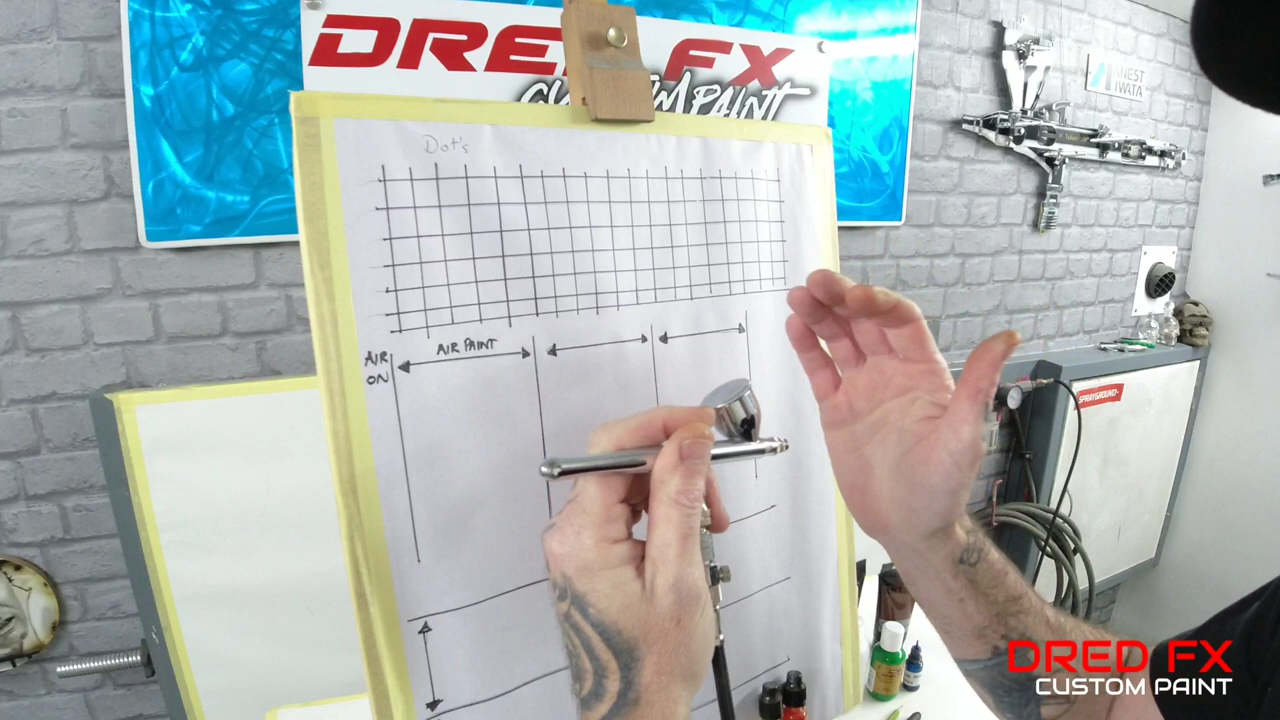 DRED FX
CUSTOM PAINT
ANEST
IWATA
Dot's
AIR PAINT
AIR
ON
SPRAYGROUND
DRED FX
CUSTOM PAINT